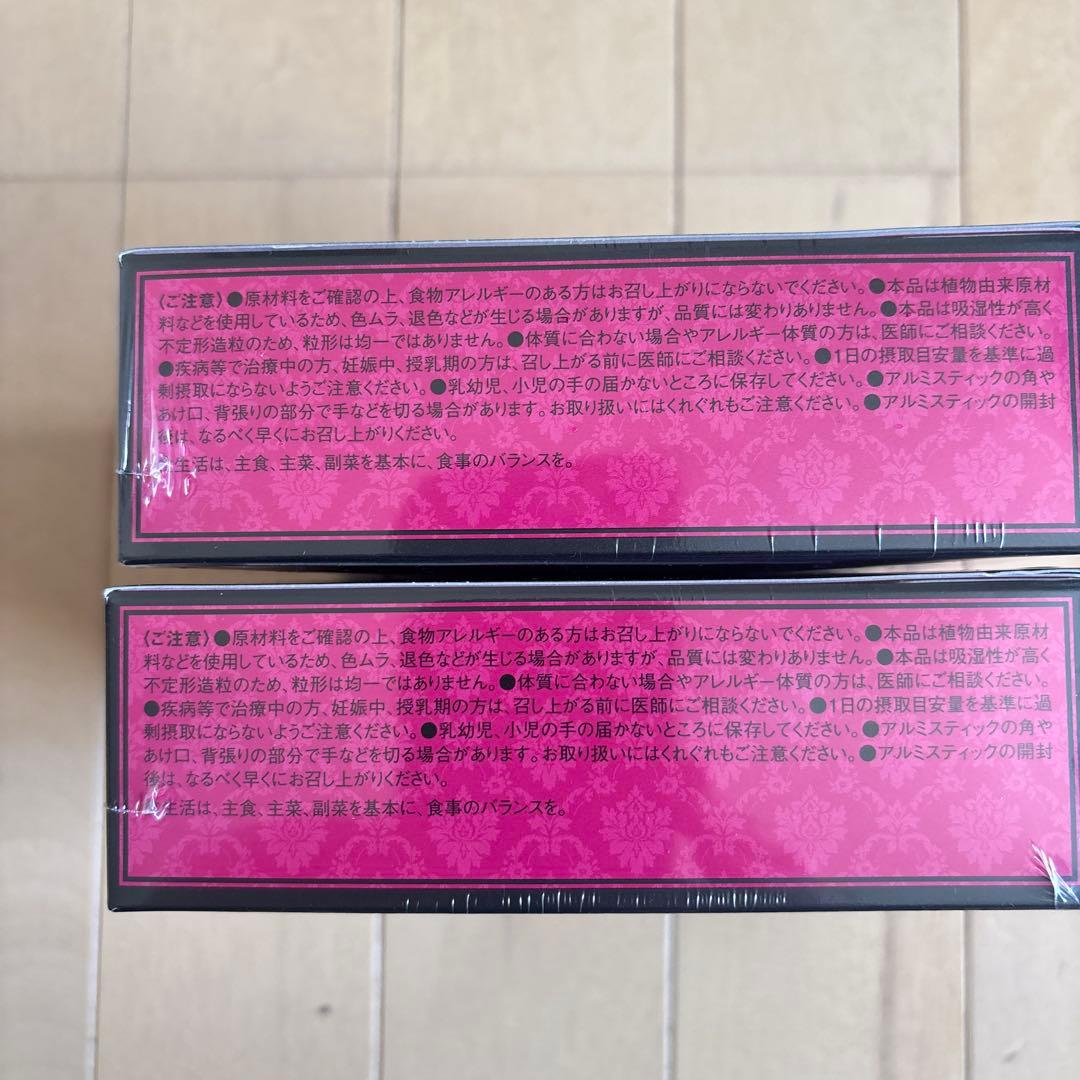 〈ご注意〉●原材料をご確認の上、食物アレルギーのある方はお召し上がりにならないでください。●本品は植物由来原材
料などを使用しているため、色ムラ、退色などが生じる場合がありますが、品質には変わりありません。●本品は吸湿性が高く
不定形造粒のため、粒形は均一ではありません。●体質に合わない場合やアレルギー体質の方は、医師にご相談ください。
●疾病等で治療中の方、妊娠中、授乳期の方は、召し上がる前に医師にご相談ください。●1日の摂取目安量を基準に過
剰摂取にならないようご注意ください。●乳幼児、小児の手の届かないところに保存してください。●アルミスティックの角や
あけ口、背張りの部分で手などを切る場合があります。お取り扱いにはくれぐれもご注意ください。●アルミスティックの開封
後は、なるべく早くにお召し上がりください。
生活は、主食、主菜、副菜を基本に、食事のバランスを。
〈ご注意〉●原材料をご確認の上、食物アレルギーのある方はお召し上がりにならないでください。●本品は植物由来原材
料などを使用しているため、色ムラ、退色などが生じる場合がありますが、品質には変わりありません。●本品は吸湿性が高く
不定形造粒のため、粒形は均一ではありません。●体質に合わない場合やアレルギー体質の方は、医師にご相談ください。
●疾病等で治療中の方、妊娠中、授乳期の方は、召し上がる前に医師にご相談ください。●1日の摂取目安量を基準に過
剰摂取にならないようご注意ください。●乳幼児、小児の手の届かないところに保存してください。●アルミスティックの角や
あけ口、背張りの部分で手などを切る場合があります。お取り扱いにはくれぐれもご注意ください。●アルミスティックの開封
後は、なるべく早くにお召し上がりください。
生活は、主食、主菜、副菜を基本に、食事のバランスを。